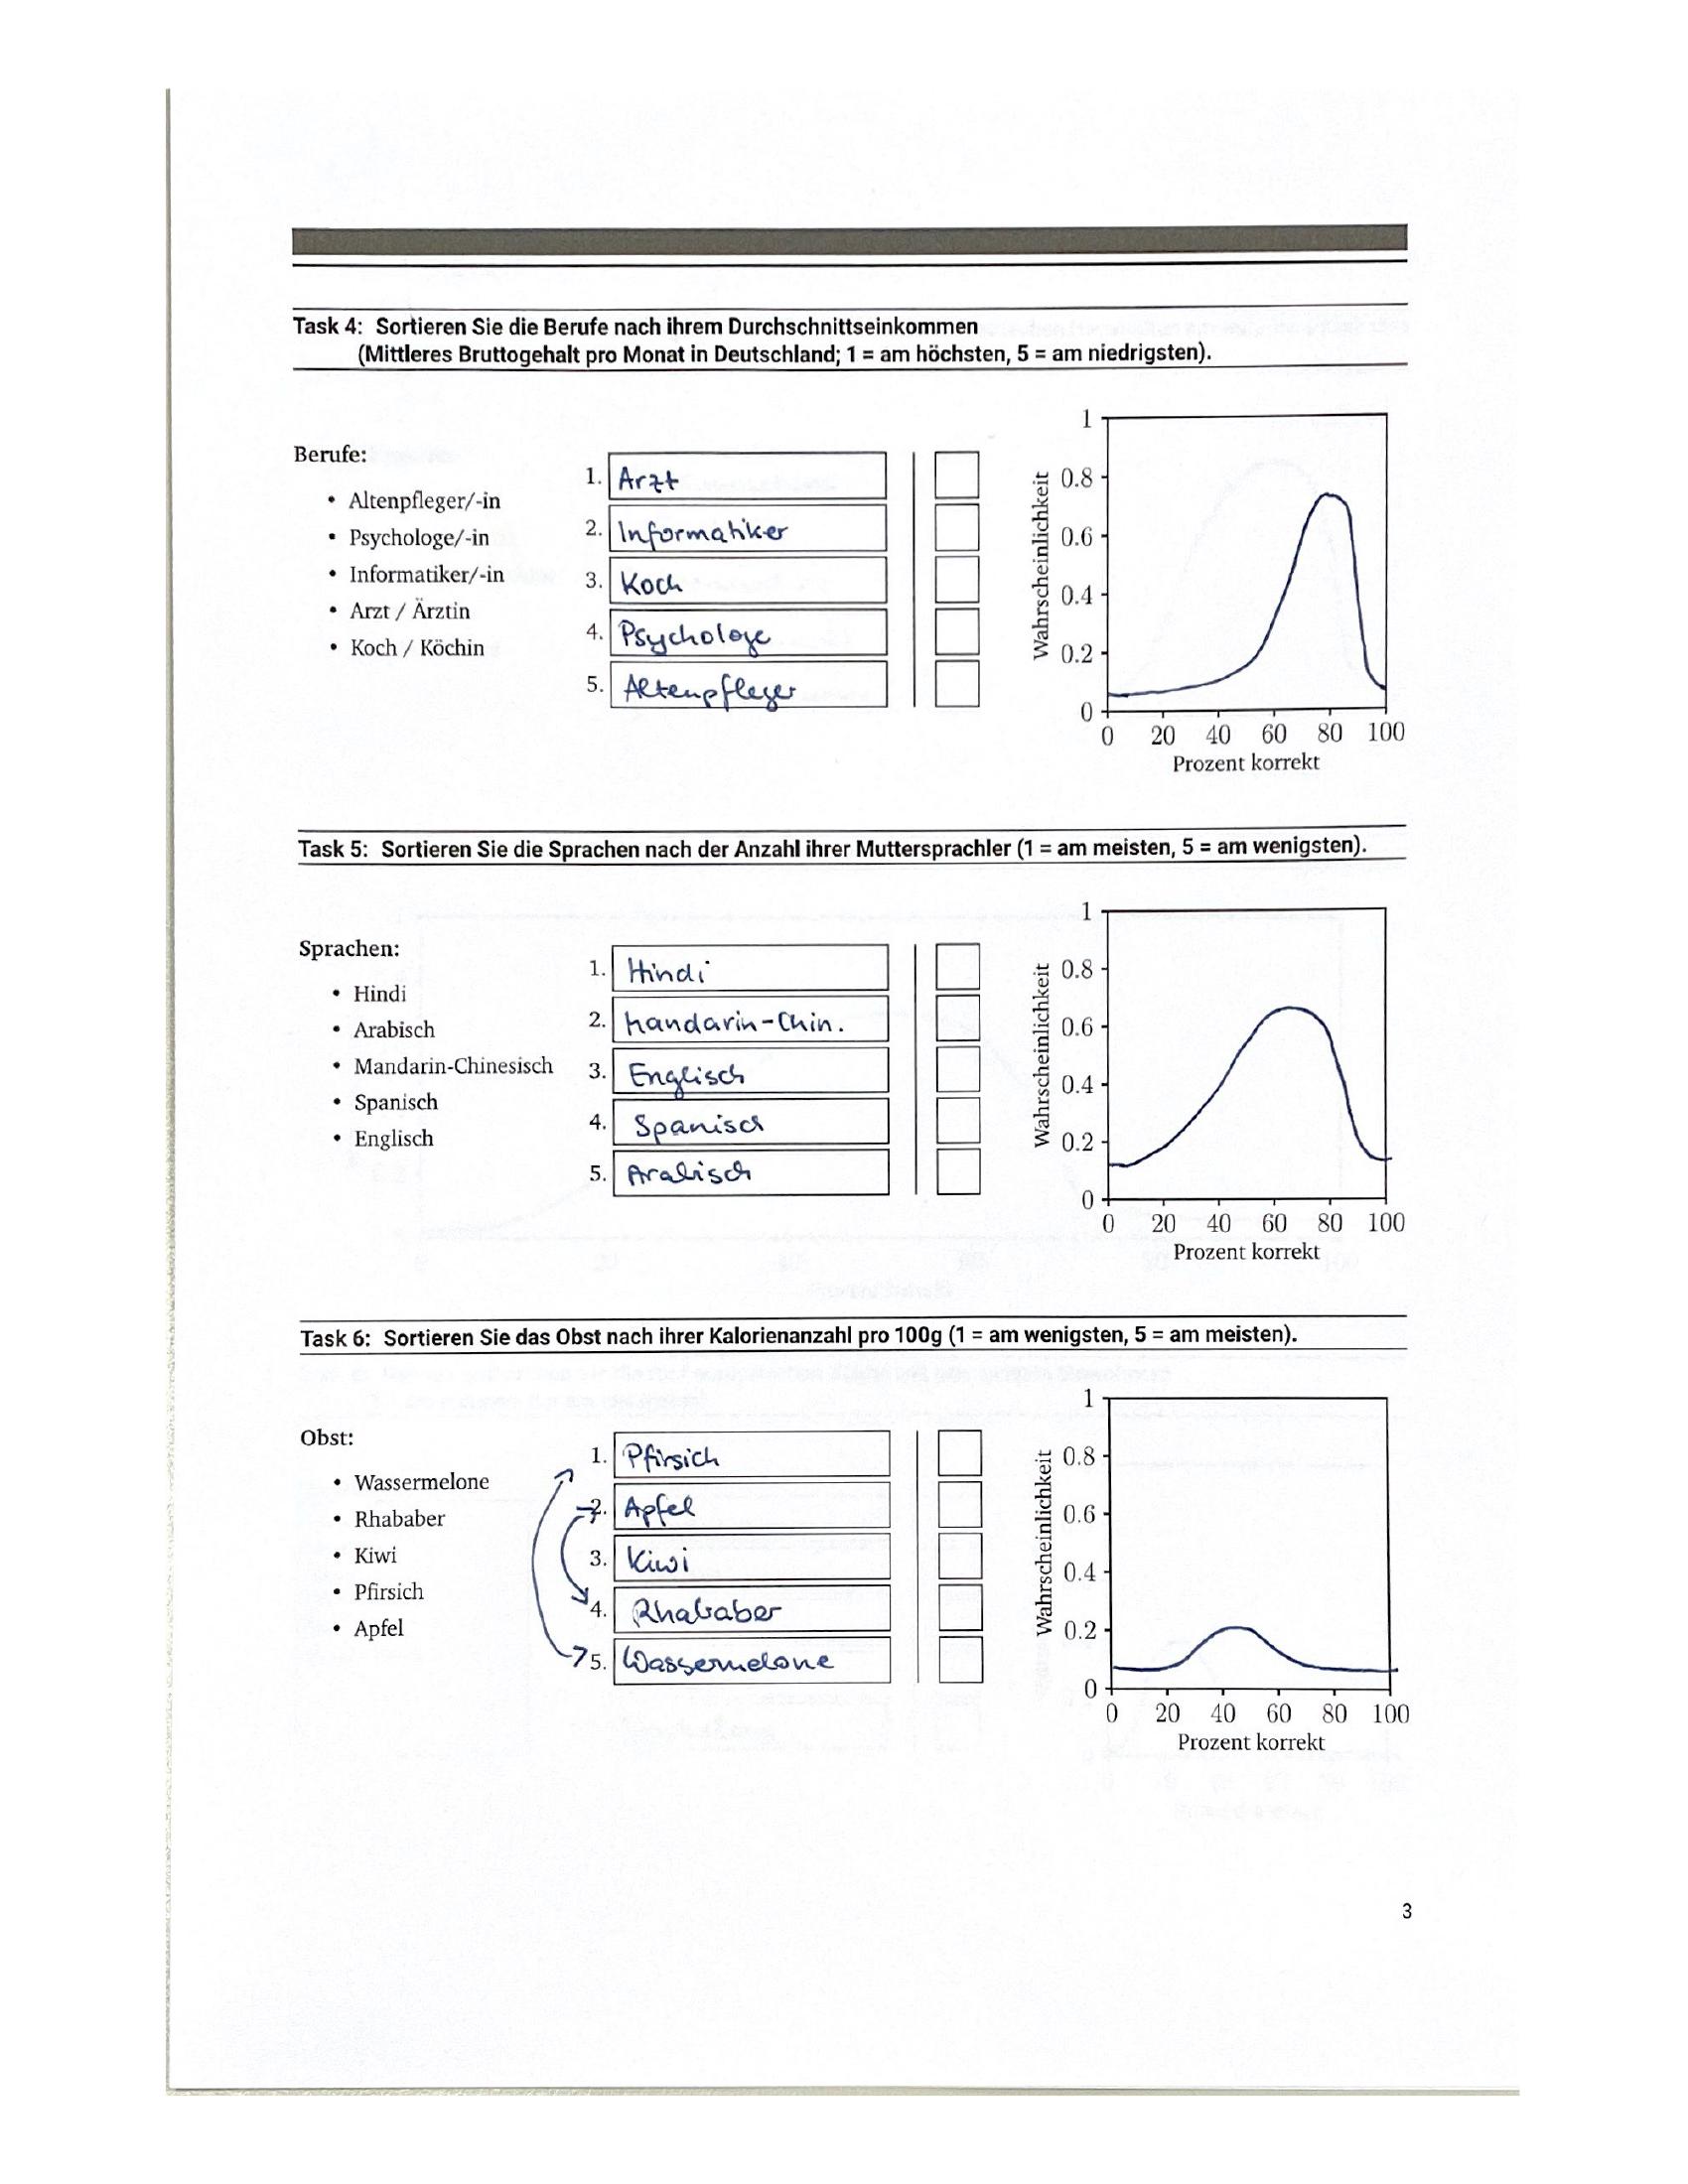 Task 4: Sortieren Sie die Berufe nach ihrem Durchschnittseinkommen
(Mittleres Bruttogehalt pro Monat in Deutschland; 1 = am höchsten, 5 = am niedrigsten).
Berufe:
• Altenpfleger/-in
• Psychologe/-in
• Informatiker/-in
• Arzt / Ärztin
• Koch / Köchin
1. Arzt
2. Informatiker
3. Koch
4. Psychologe
5. Altenpfleger
Wahrscheinlichkeit
1
0.8
0.6
0.4
0.2
0
0 20 40 60 80 100
Prozent korrekt
Task 5: Sortieren Sie die Sprachen nach der Anzahl ihrer Muttersprachler (1 = am meisten, 5 = am wenigsten).
Sprachen:
• Hindi
• Arabisch
• Mandarin-Chinesisch
• Spanisch
• Englisch
1. Hindi
2. Mandarin-Chin.
3. Englisch
4. Spanisch
5. Arabisch
Wahrscheinlichkeit
1
0.8
0.6
0.4
0.2
0
0 20 40 60 80 100
Prozent korrekt
Task 6: Sortieren Sie das Obst nach ihrer Kalorienanzahl pro 100g (1 = am wenigsten, 5 = am meisten).
Obst:
• Wassermelone
• Rhababer
• Kiwi
• Pfirsich
• Apfel
1. Pfirsich
2. Apfel
3. Kiwi
4. Rhababer
5. Wassermelone
Wahrscheinlichkeit
1
0.8
0.6
0.4
0.2
0
0 20 40 60 80 100
Prozent korrekt
3